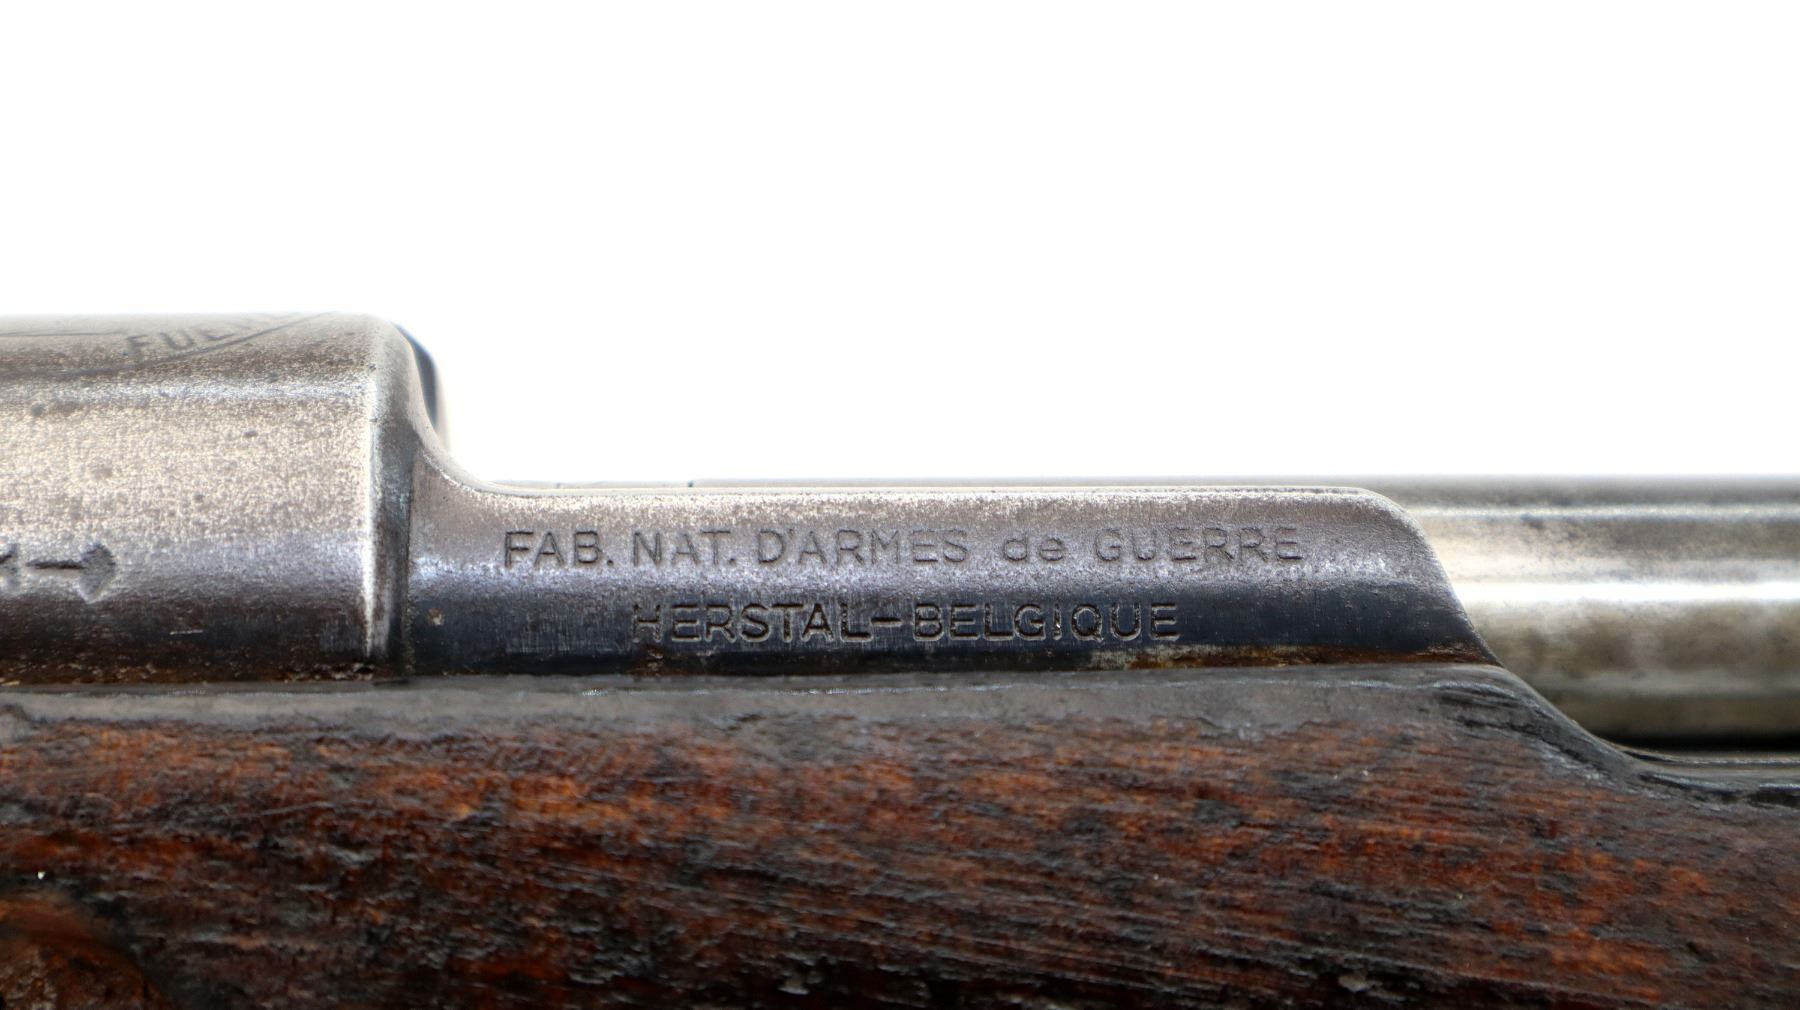 FAB. NAT. D'ARMES de GUERRE
HERSTAL–BELGIQUE